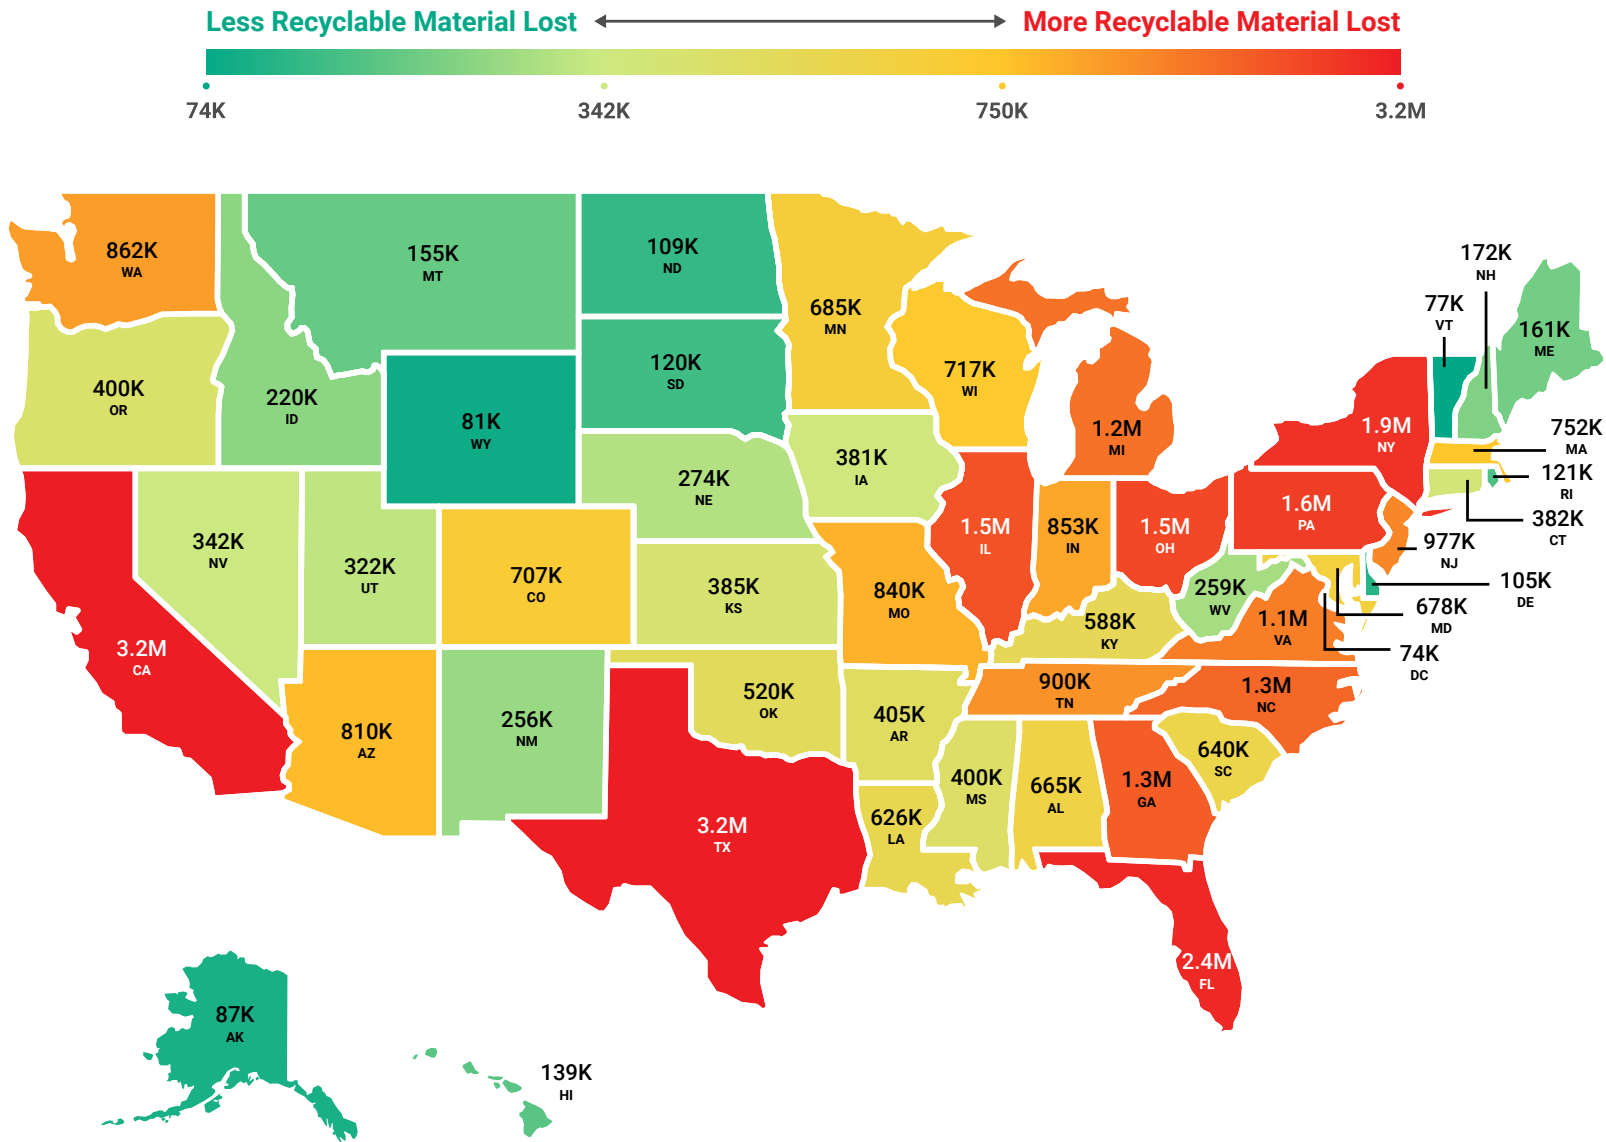 Less Recyclable Material Lost
More Recyclable Material Lost
74K
342K
750K
3.2M
862K
WA
155K
MT
109K
ND
685K
MN
172K
NH
77K
VT
161K
ME
400K
OR
220K
ID
81K
WY
120K
SD
717K
WI
1.2M
MI
1.9M
NY
752K
MA
121K
RI
382K
CT
342K
NV
322K
UT
707K
CO
274K
NE
381K
IA
1.5M
IL
853K
IN
1.5M
OH
1.6M
PA
977K
NJ
105K
DE
678K
MD
74K
DC
3.2M
CA
385K
KS
840K
MO
588K
KY
259K
WV
1.1M
VA
810K
AZ
256K
NM
520K
OK
405K
AR
900K
TN
1.3M
NC
640K
SC
3.2M
TX
626K
LA
400K
MS
665K
AL
1.3M
GA
2.4M
FL
87K
AK
139K
HI